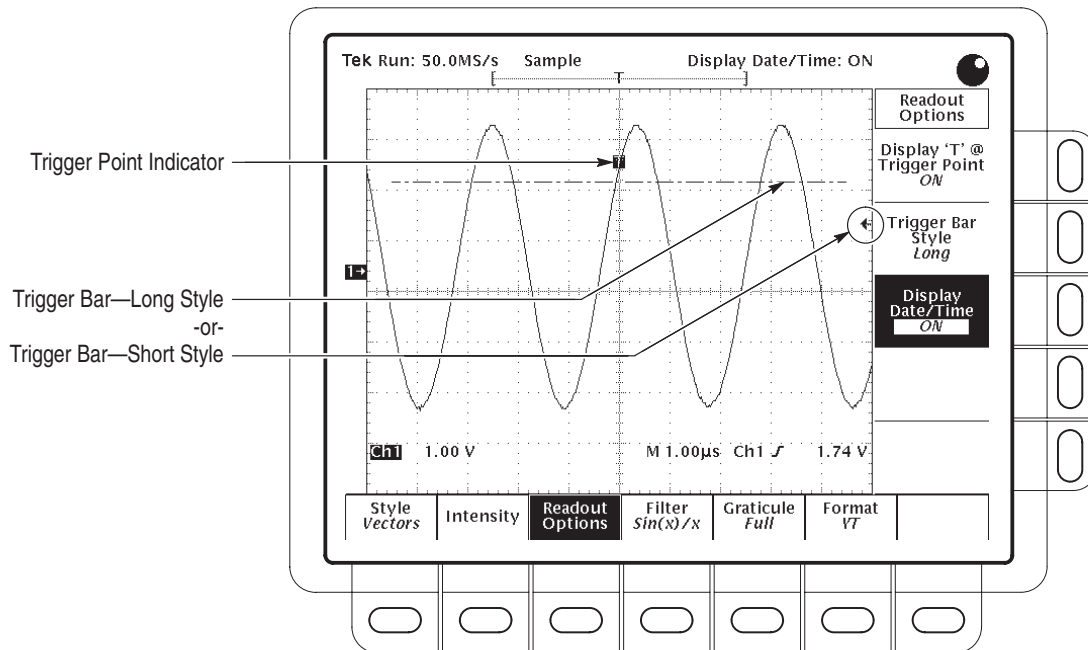 Tek Run: 50.0MS/s Sample Display Date/Time: ON
T
Readout
Options
Display ‘T’ @
Trigger Point
ON
Trigger Bar
Style
Long
Display
Date/Time
ON
Trigger Point Indicator
T
1→
Trigger Bar—Long Style
-or-
Trigger Bar—Short Style
Ch1 1.00 V M 1.00µs Ch1 1.74 V
Style
Vectors
Intensity
Readout
Options
Filter
Sin(x)/x
Graticule
Full
Format
YT